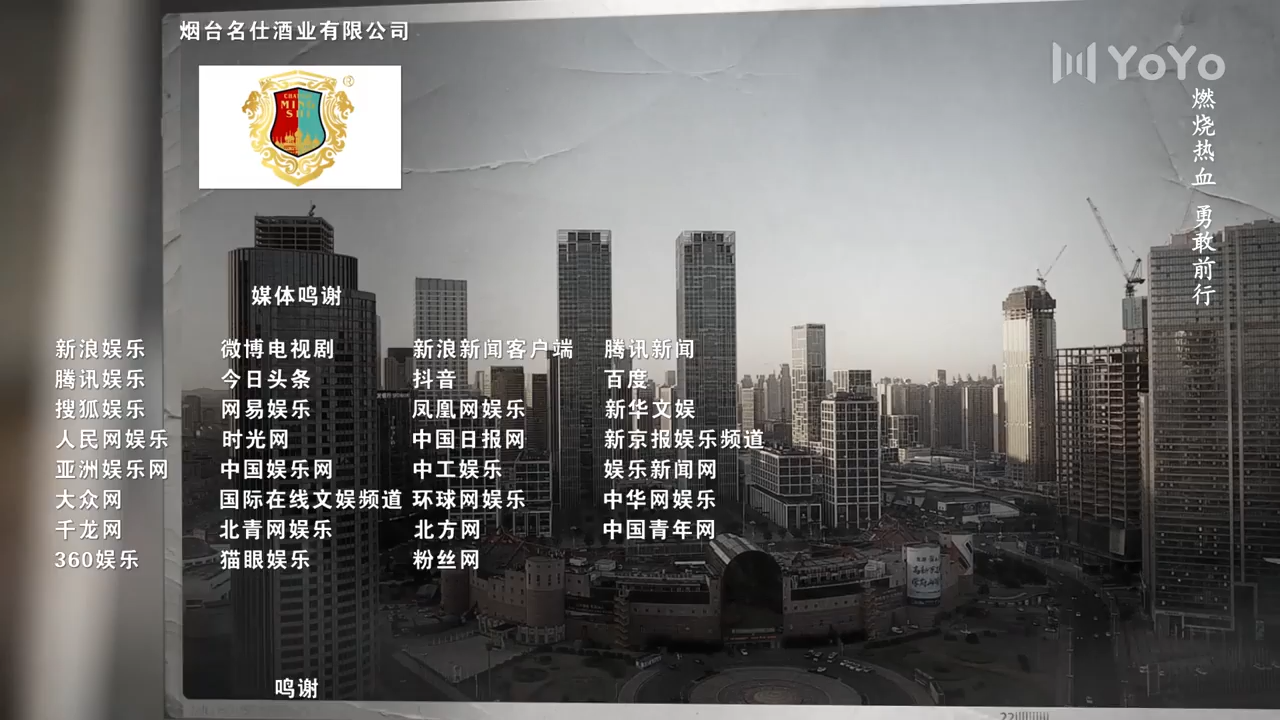 烟台名仕酒业有限公司
MING
YoYo
燃烧热血 勇敢前行
媒体鸣谢
新浪娱乐 微博电视剧 新浪新闻客户端 腾讯新闻
腾讯娱乐 今日头条 抖音 百度
搜狐娱乐 网易娱乐 凤凰网娱乐 新华文娱
人民网娱乐 时光网 中国日报网 新京报娱乐频道
亚洲娱乐网 中国娱乐网 中工娱乐 娱乐新闻网
大众网 国际在线文娱频道 环球网娱乐 中华网娱乐
千龙网 北青网娱乐 北方网 中国青年网
360娱乐 猫眼娱乐 粉丝网
鸣谢